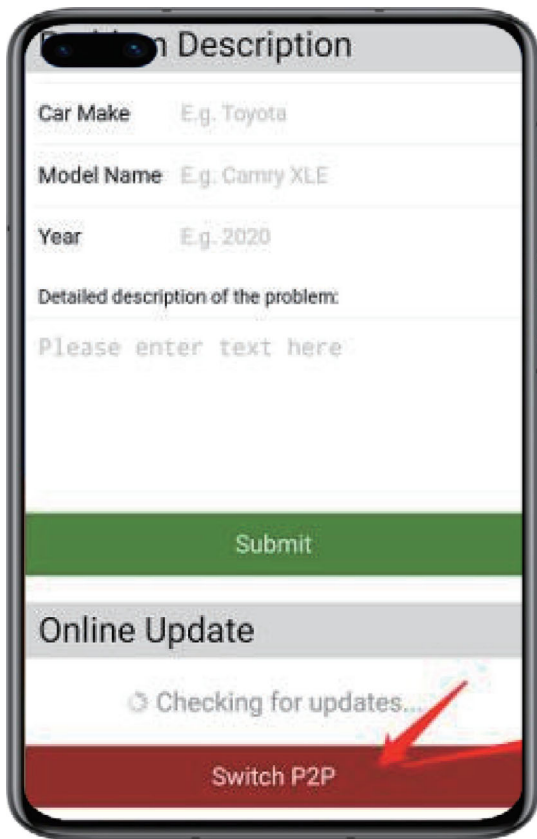 Description
Car Make E.g. Toyota
Model Name E.g. Camry XLE
Year E.g. 2020
Detailed description of the problem:
Please enter text here
Submit
Online Update
Checking for updates...
Switch P2P